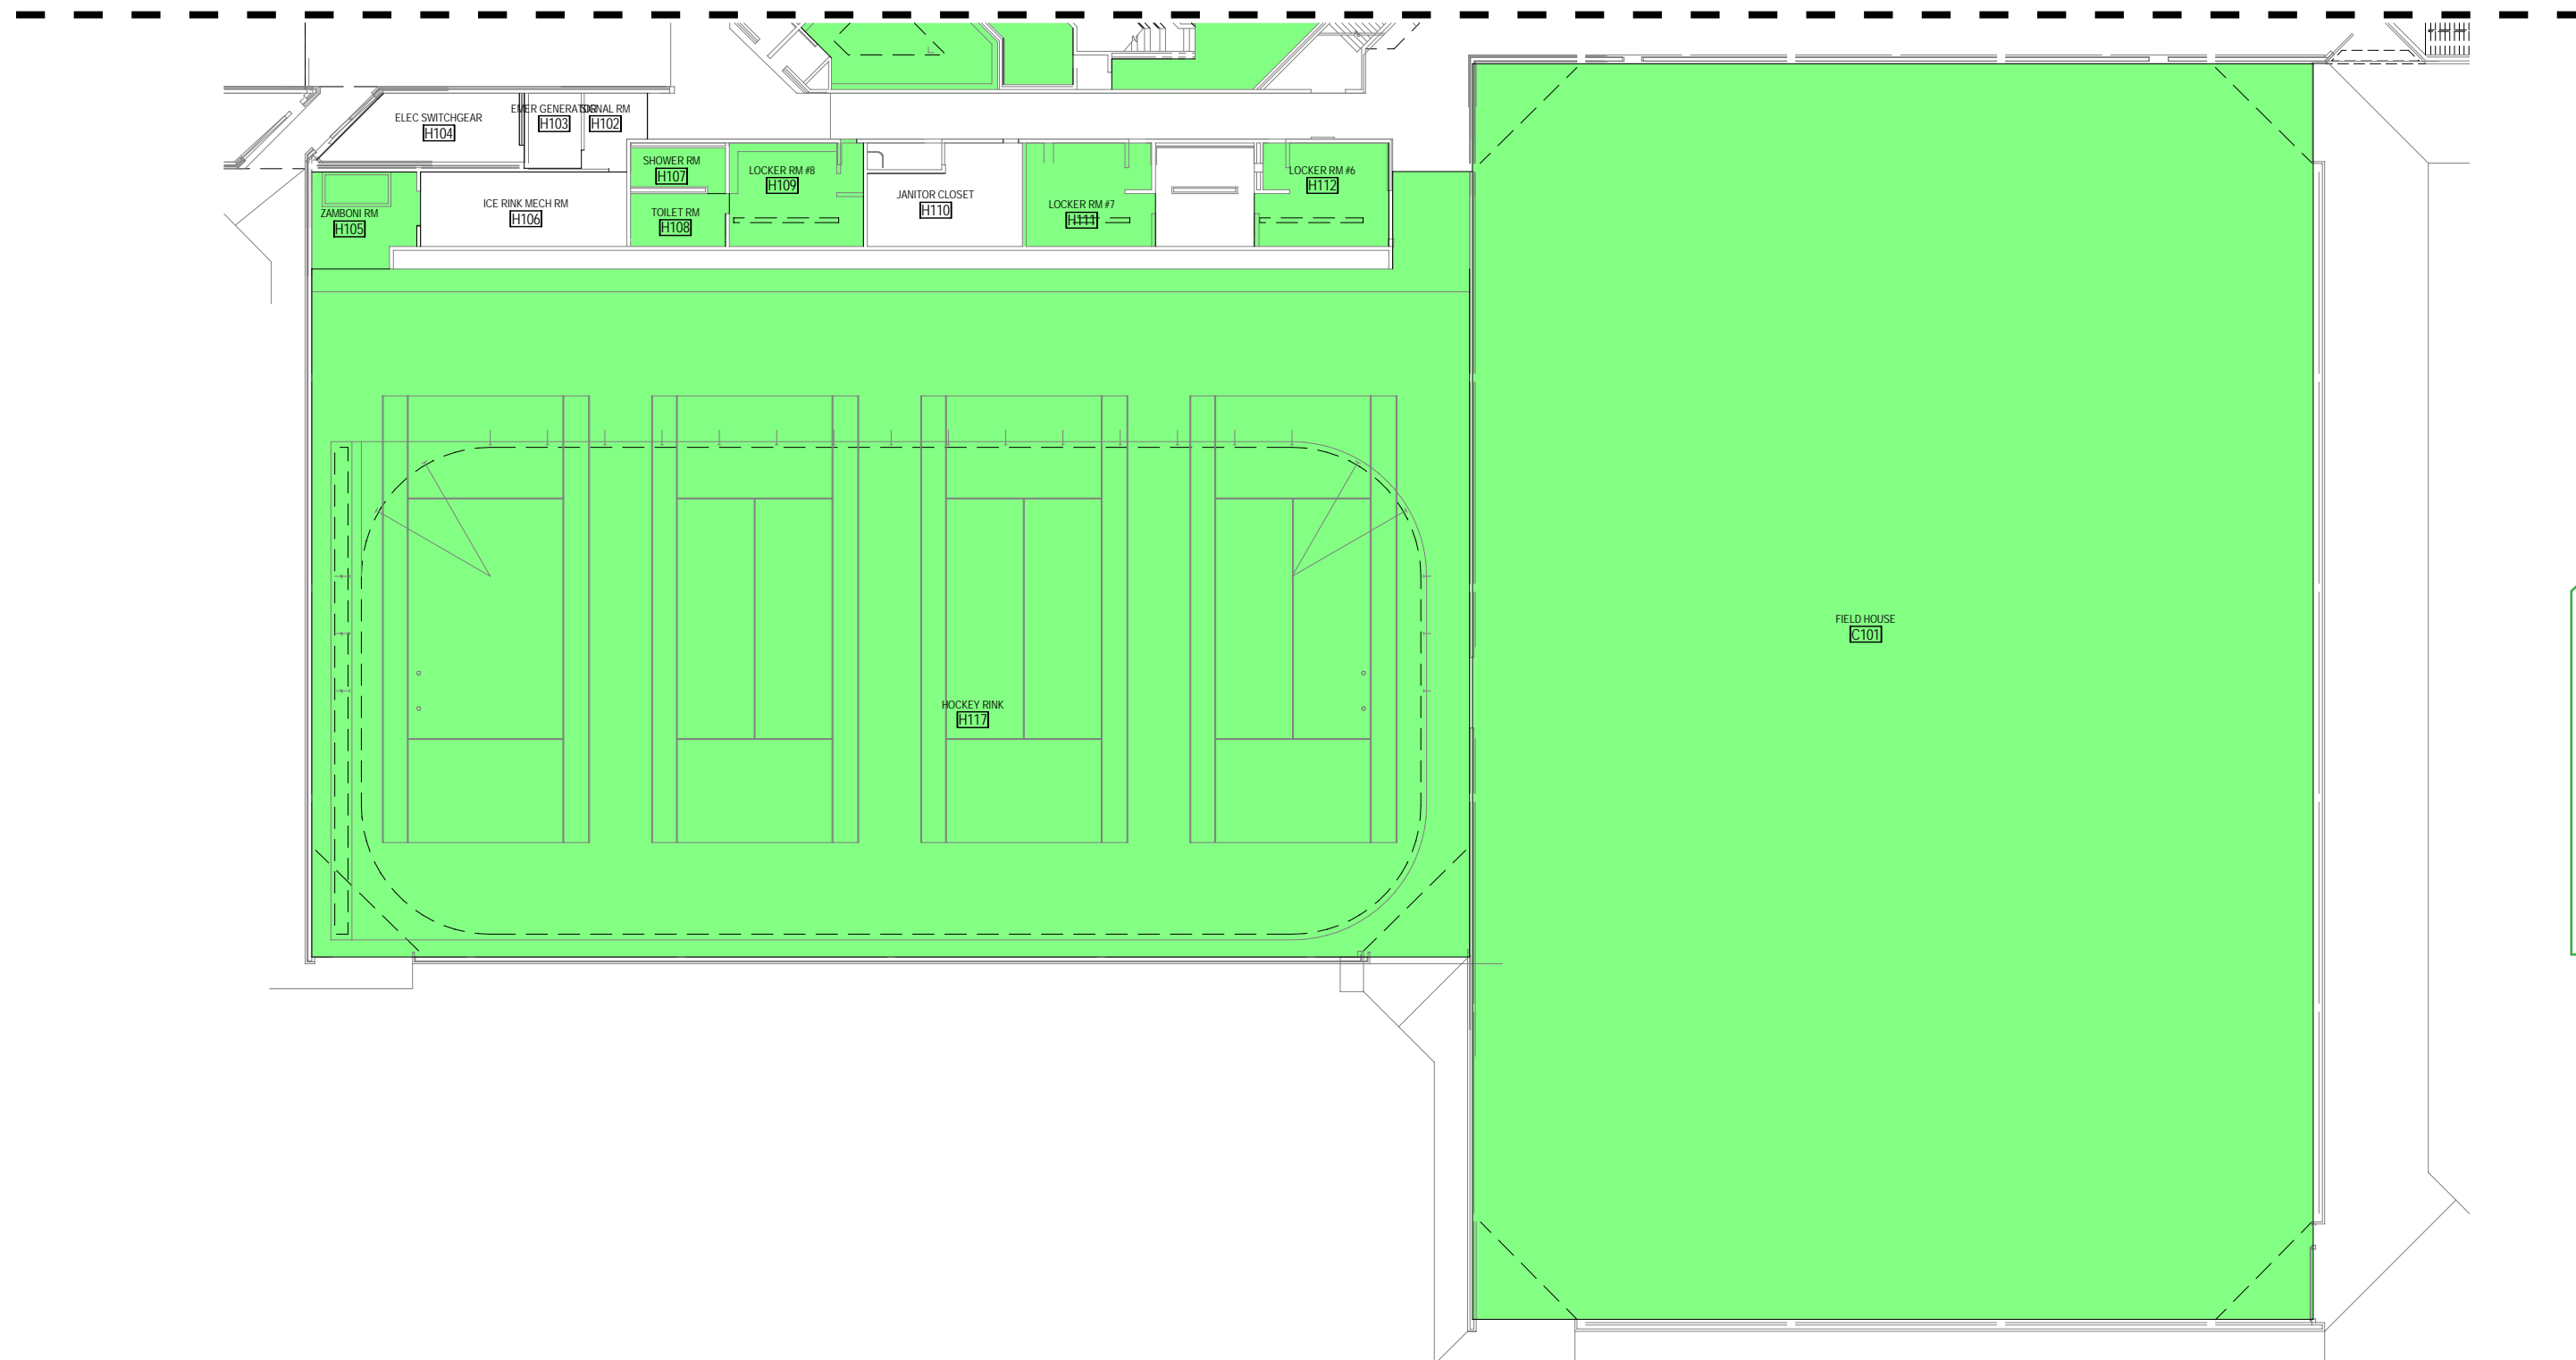 ELEC SWITCHGEAR
H104
EMER GENERATOR
H103
SIGNAL RM
H102
SHOWER RM
H107
LOCKER RM #8
H109
LOCKER RM #6
H112
ICE RINK MECH RM
H106
JANITOR CLOSET
H110
LOCKER RM #7
H111
ZAMBONI RM
H105
TOILET RM
H108
FIELD HOUSE
C101
HOCKEY RINK
H117